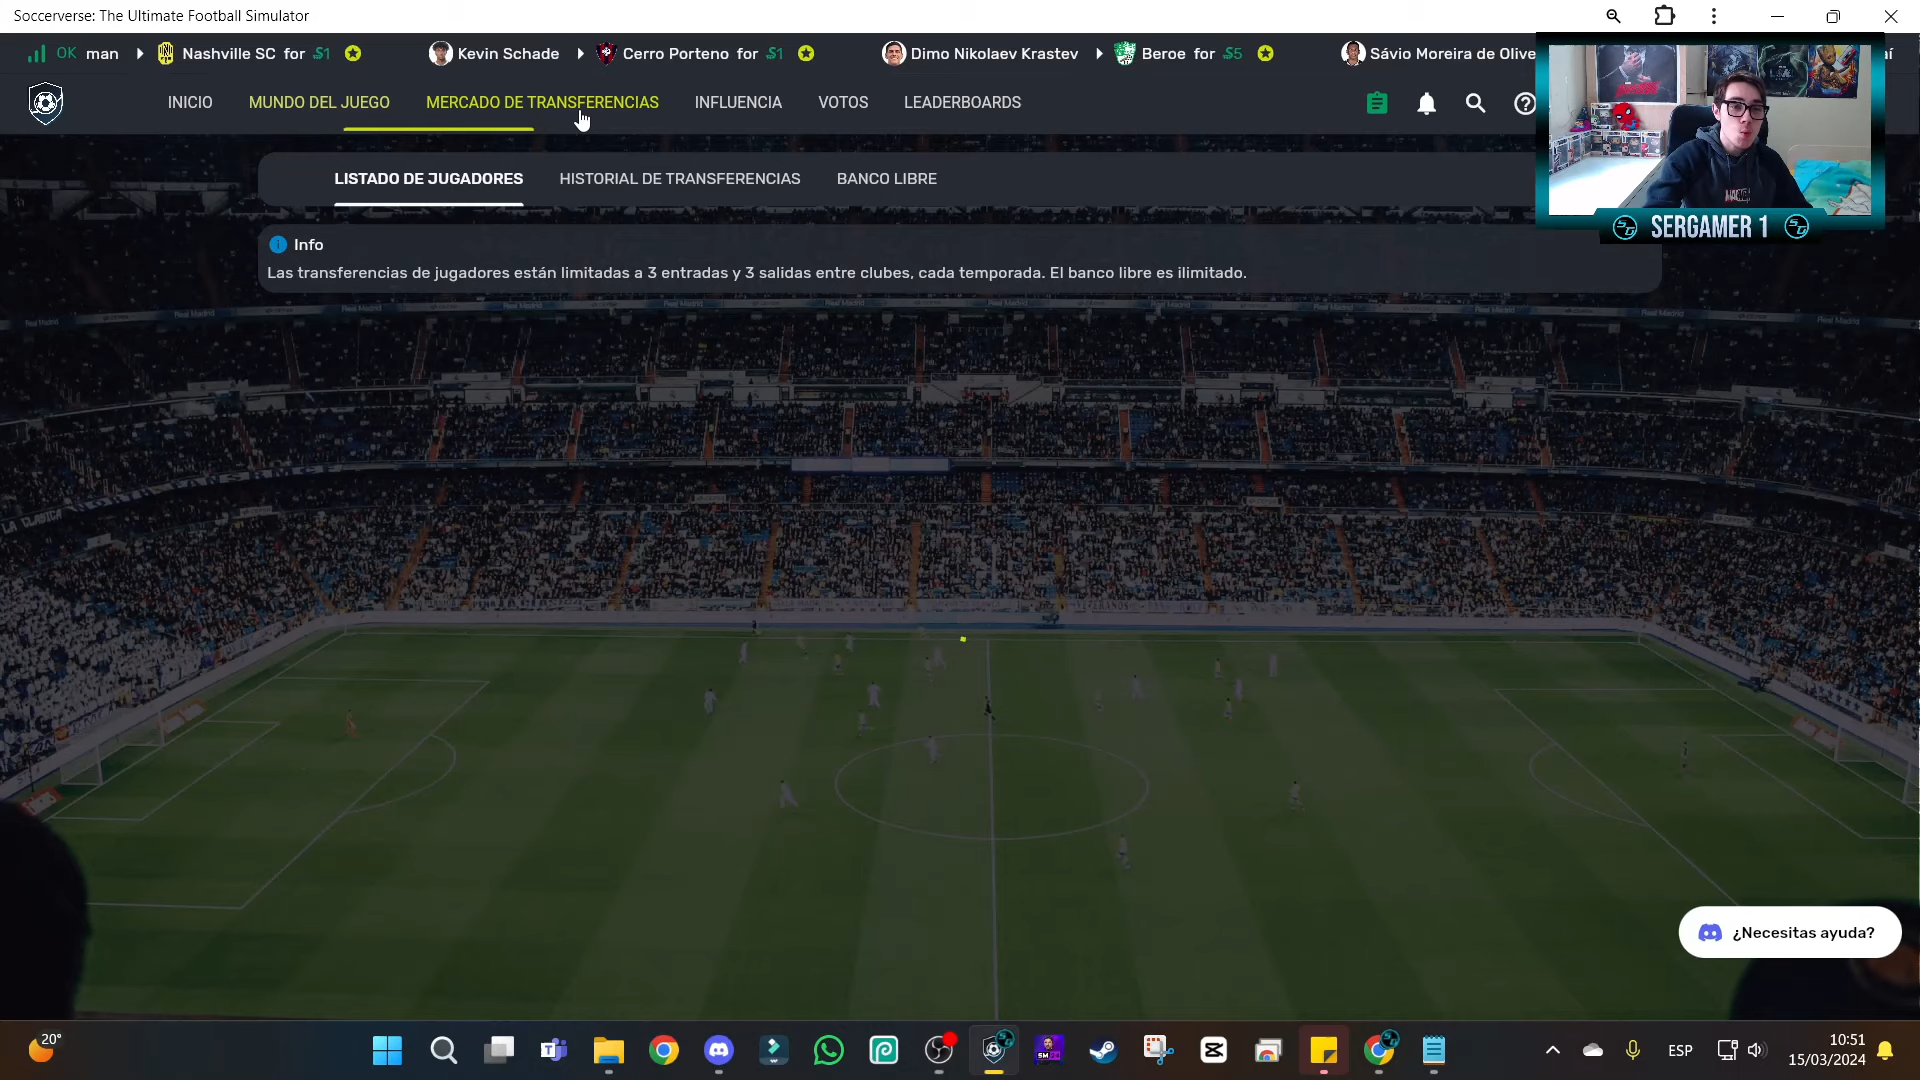 Soccerverse: The Ultimate Football Simulator
OK man Nashville SC for $1 Kevin Schade Cerro Porteno for $1 Dimo Nikolaev Krastev Beroe for $5 Sávio Moreira de Olive
INICIO MUNDO DEL JUEGO MERCADO DE TRANSFERENCIAS INFLUENCIA VOTOS LEADERBOARDS
LISTADO DE JUGADORES HISTORIAL DE TRANSFERENCIAS BANCO LIBRE
SERGAMER 1
Info
Las transferencias de jugadores están limitadas a 3 entradas y 3 salidas entre clubes, cada temporada. El banco libre es ilimitado.
¿Necesitas ayuda?
20°
ESP
10:51
15/03/2024